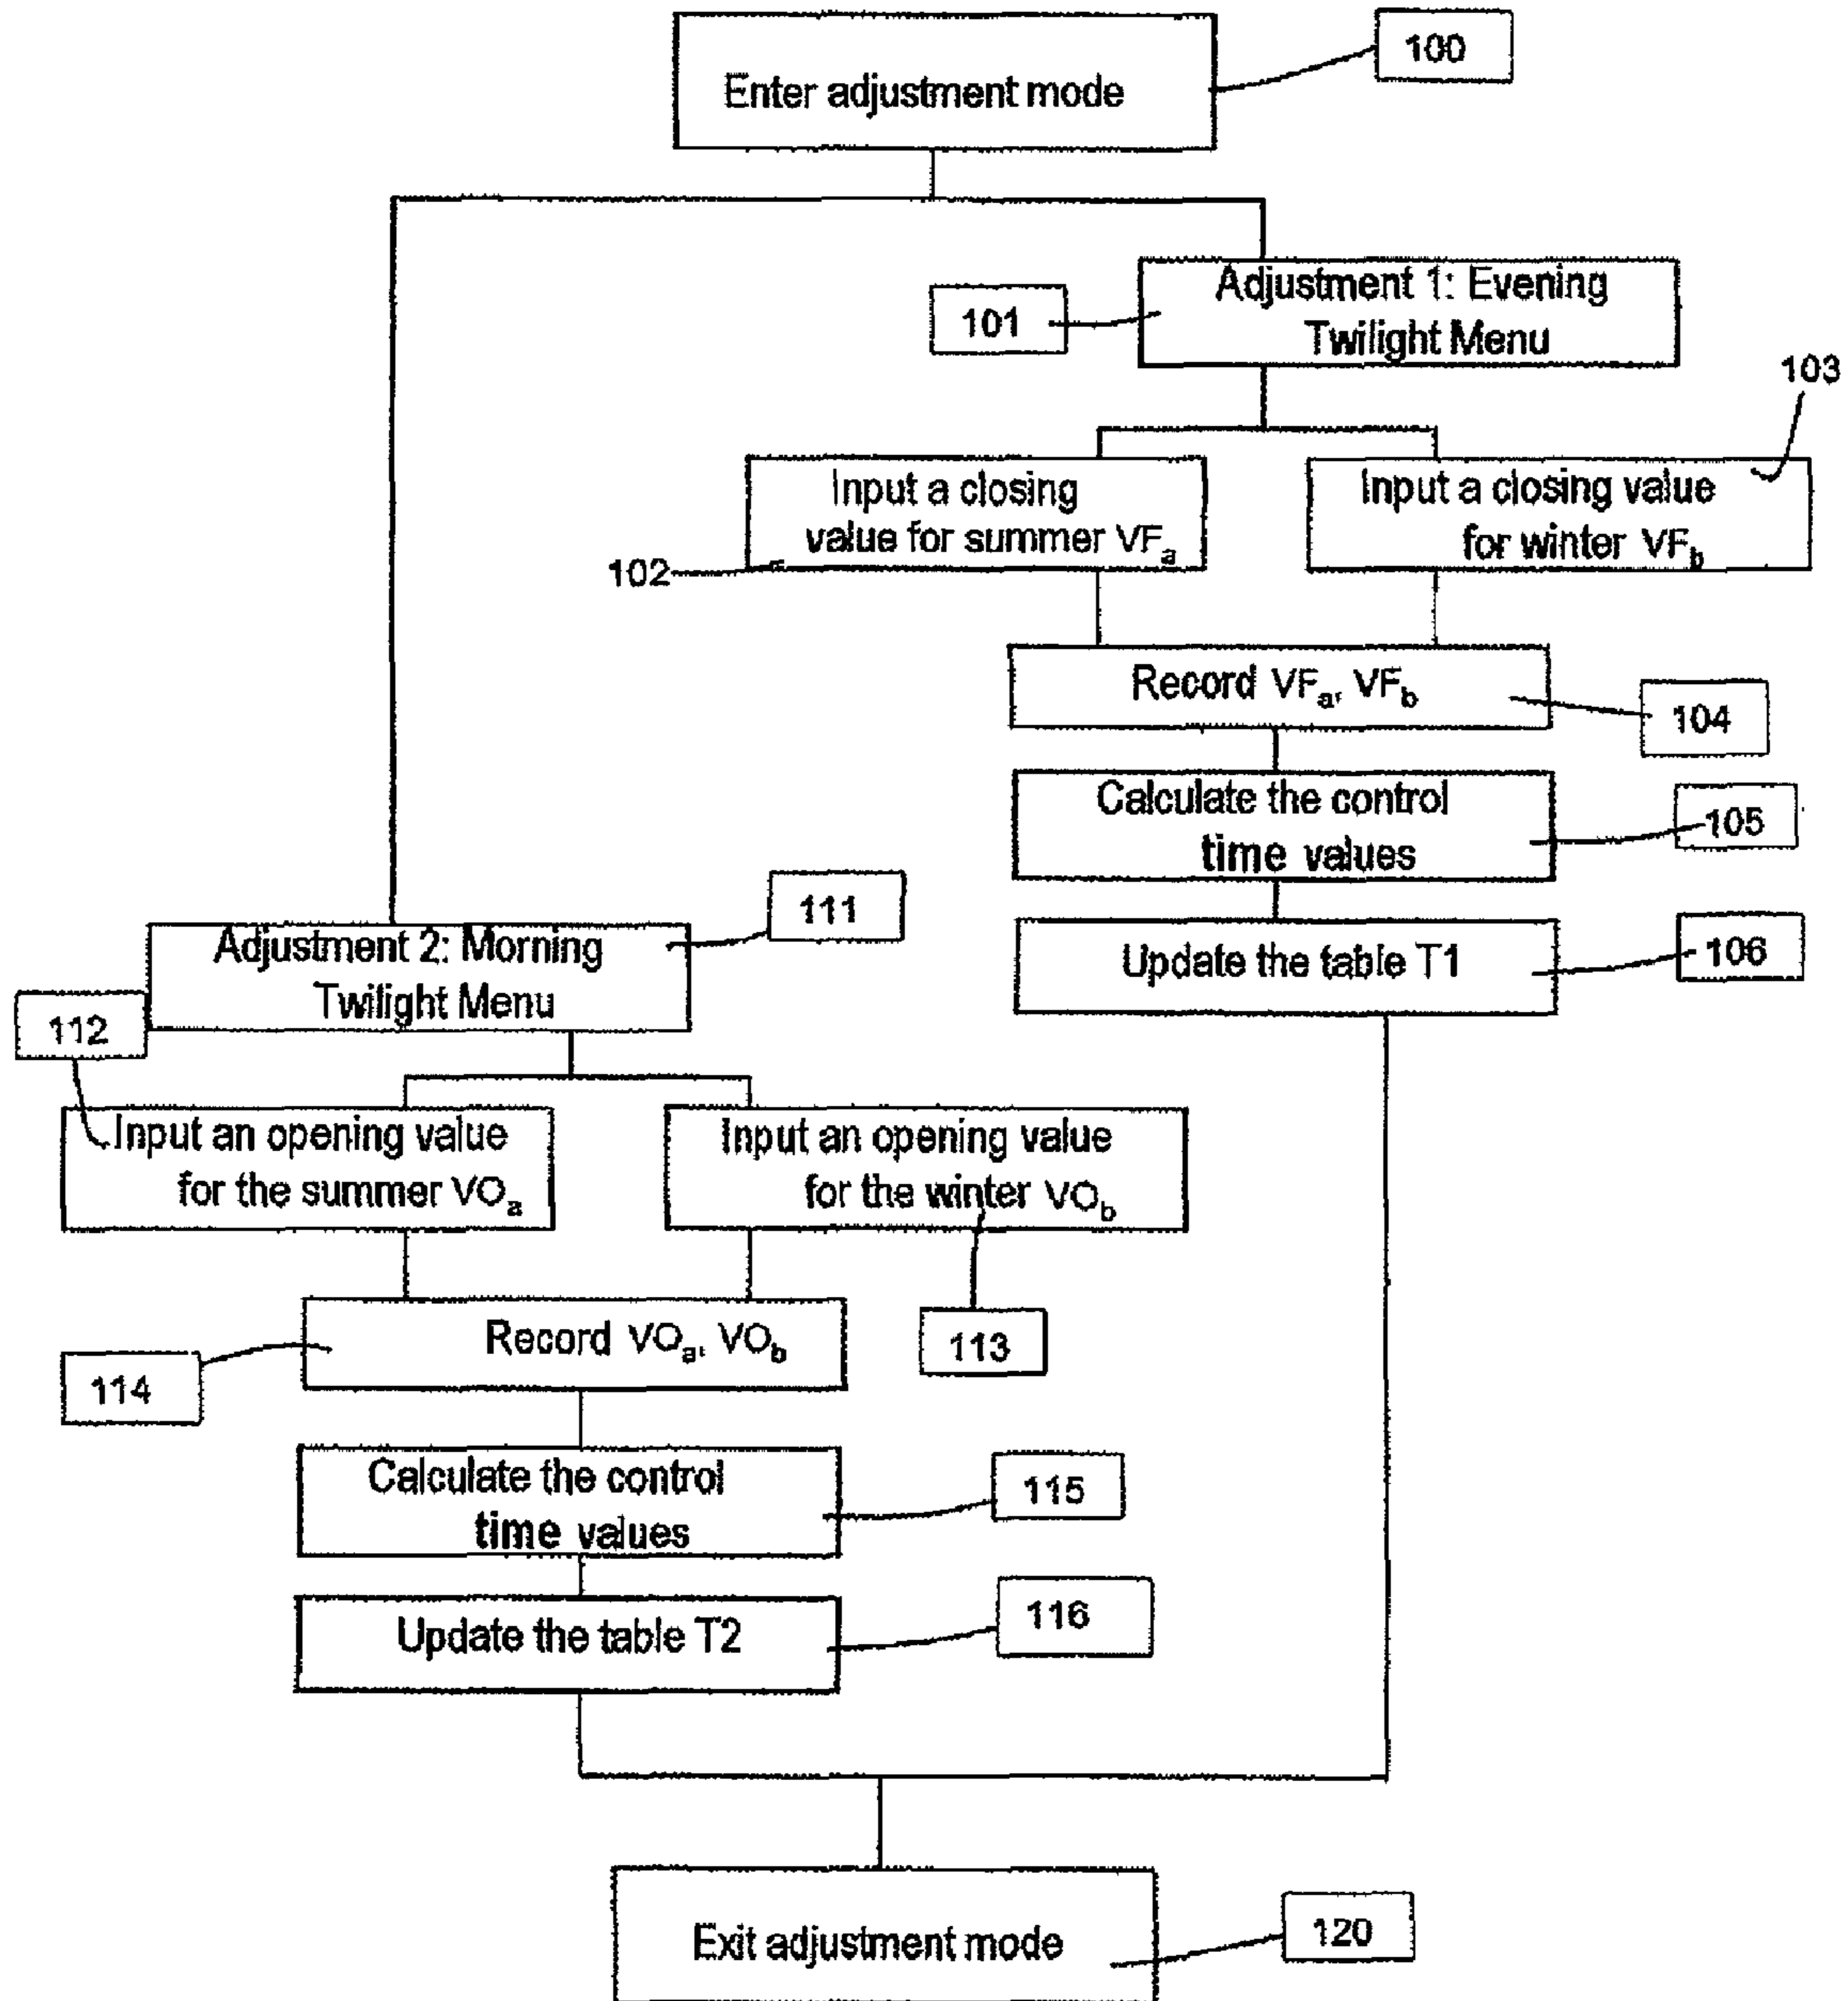 Enter adjustment mode
100
Adjustment 1: Evening
Twilight Menu
101
103
Input a closing
value for summer VFa
102
Input a closing value
for winter VFb
Record VFa, VFb
104
Calculate the control
time values
105
Update the table T1
106
111
Adjustment 2: Morning
Twilight Menu
112
Input an opening value
for the summer VOa
Input an opening value
for the winter VOb
113
Record VOa, VOb
114
Calculate the control
time values
115
Update the table T2
116
Exit adjustment mode
120